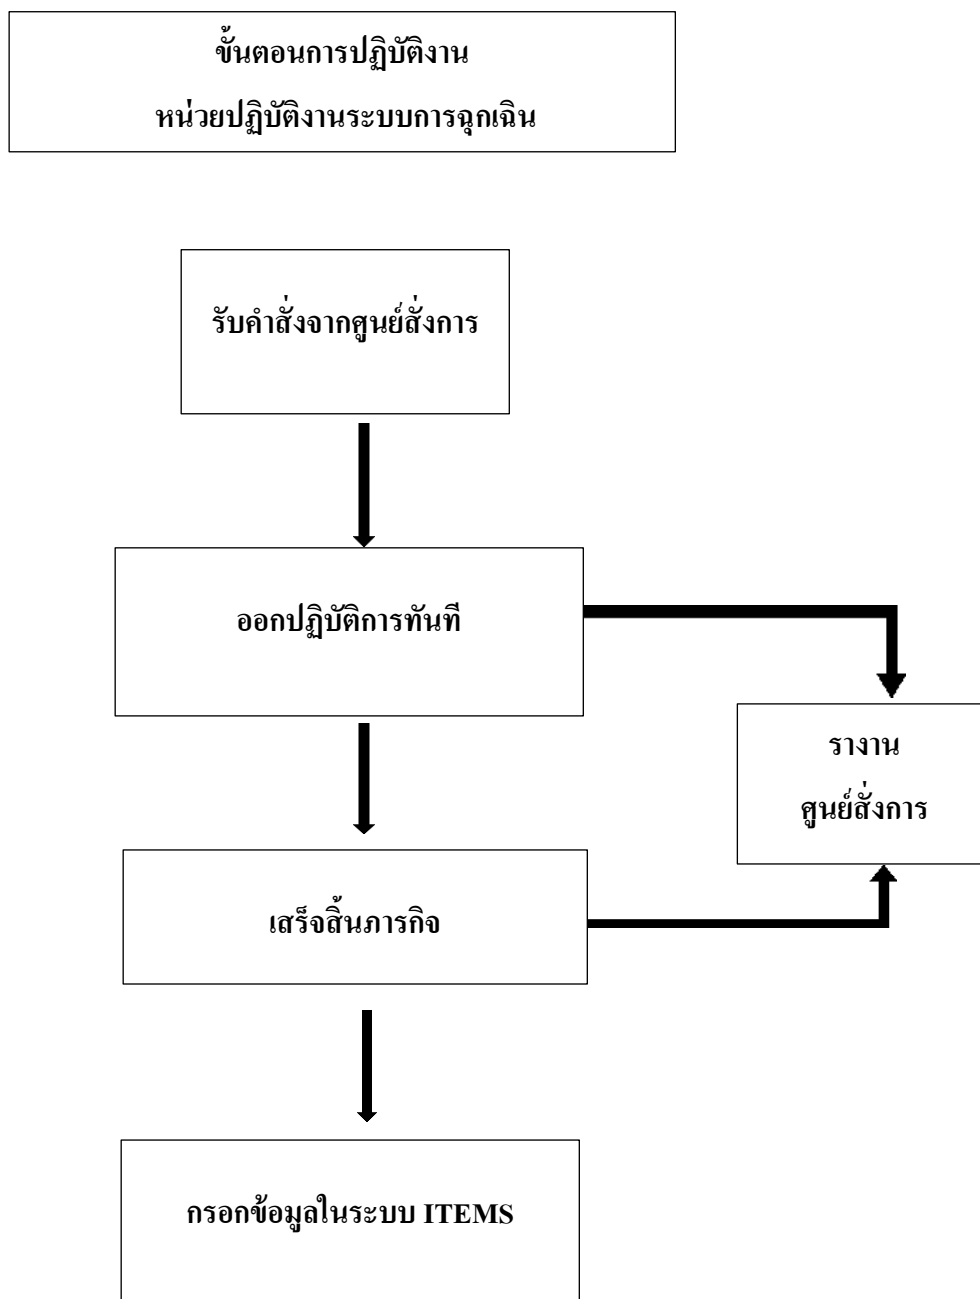 ขั้นตอนการปฏิบัติงาน
หน่วยปฏิบัติงานระบบการฉุกเฉิน
รับคำสั่งจากศูนย์สั่งการ
ออกปฏิบัติการทันที
รางาน
ศูนย์สั่งการ
เสร็จสิ้นภารกิจ
กรอกข้อมูลในระบบ ITEMS